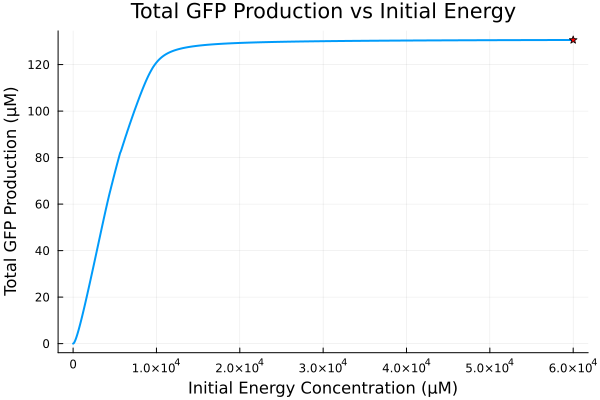 Total GFP Production vs Initial Energy
Total GFP Production (μM)
120
100
80
60
40
20
0
0 1.0×10⁴ 2.0×10⁴ 3.0×10⁴ 4.0×10⁴ 5.0×10⁴ 6.0×10⁴
Initial Energy Concentration (μM)